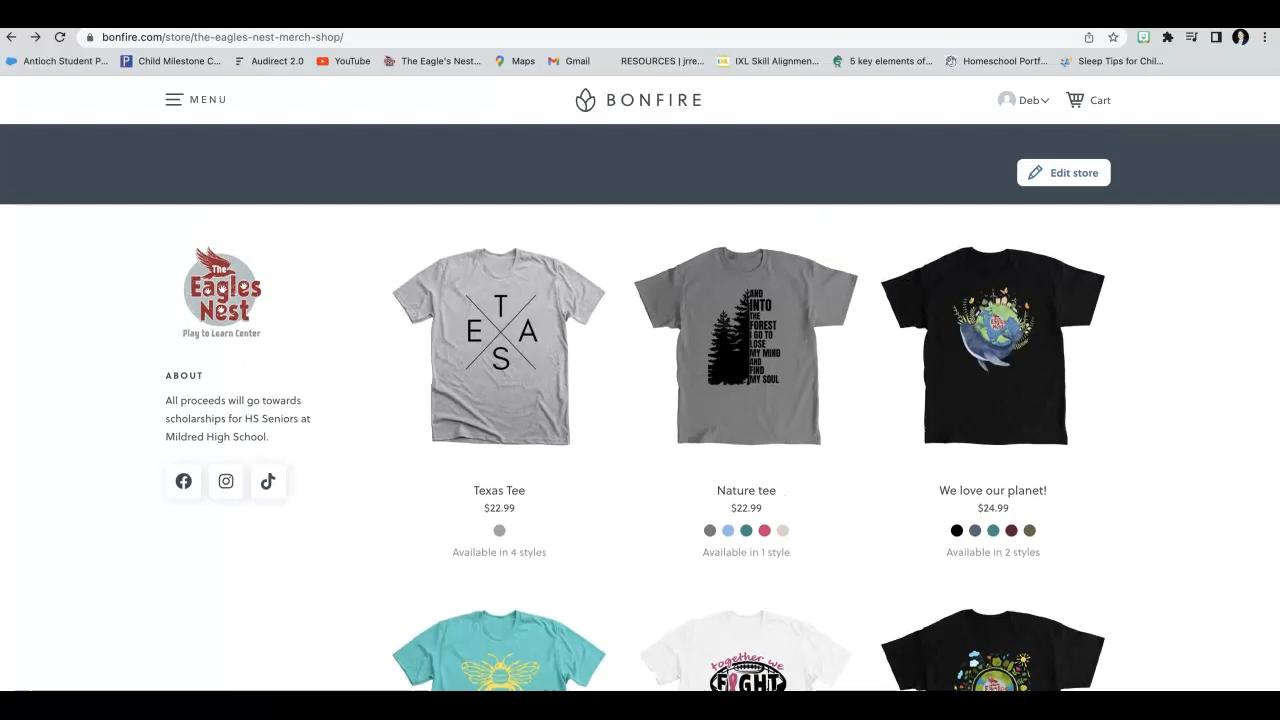 bonfire.com/store/the-eagles-nest-merch-shop/
Antioch Student P... Child Milestone C... Audirect 2.0 YouTube The Eagle's Nest... Maps Gmail RESOURCES | jrre... IXL Skill Alignmen... 5 key elements of... Homeschool Portf... Sleep Tips for Chil...
MENU
BONFIRE
Deb
Cart
Edit store
The
Eagles
Nest
Play to Learn Center
ABOUT
All proceeds will go towards
scholarships for HS Seniors at
Mildred High School.
T
E A
S
Texas Tee
$22.99
Available in 4 styles
AND
INTO
THE
FOREST
I GO TO
LOSE
MY MIND
AND
FIND
MY SOUL
Nature tee
$22.99
Available in 1 style
We love our planet!
$24.99
Available in 2 styles
together we
FIGHT
Eagles